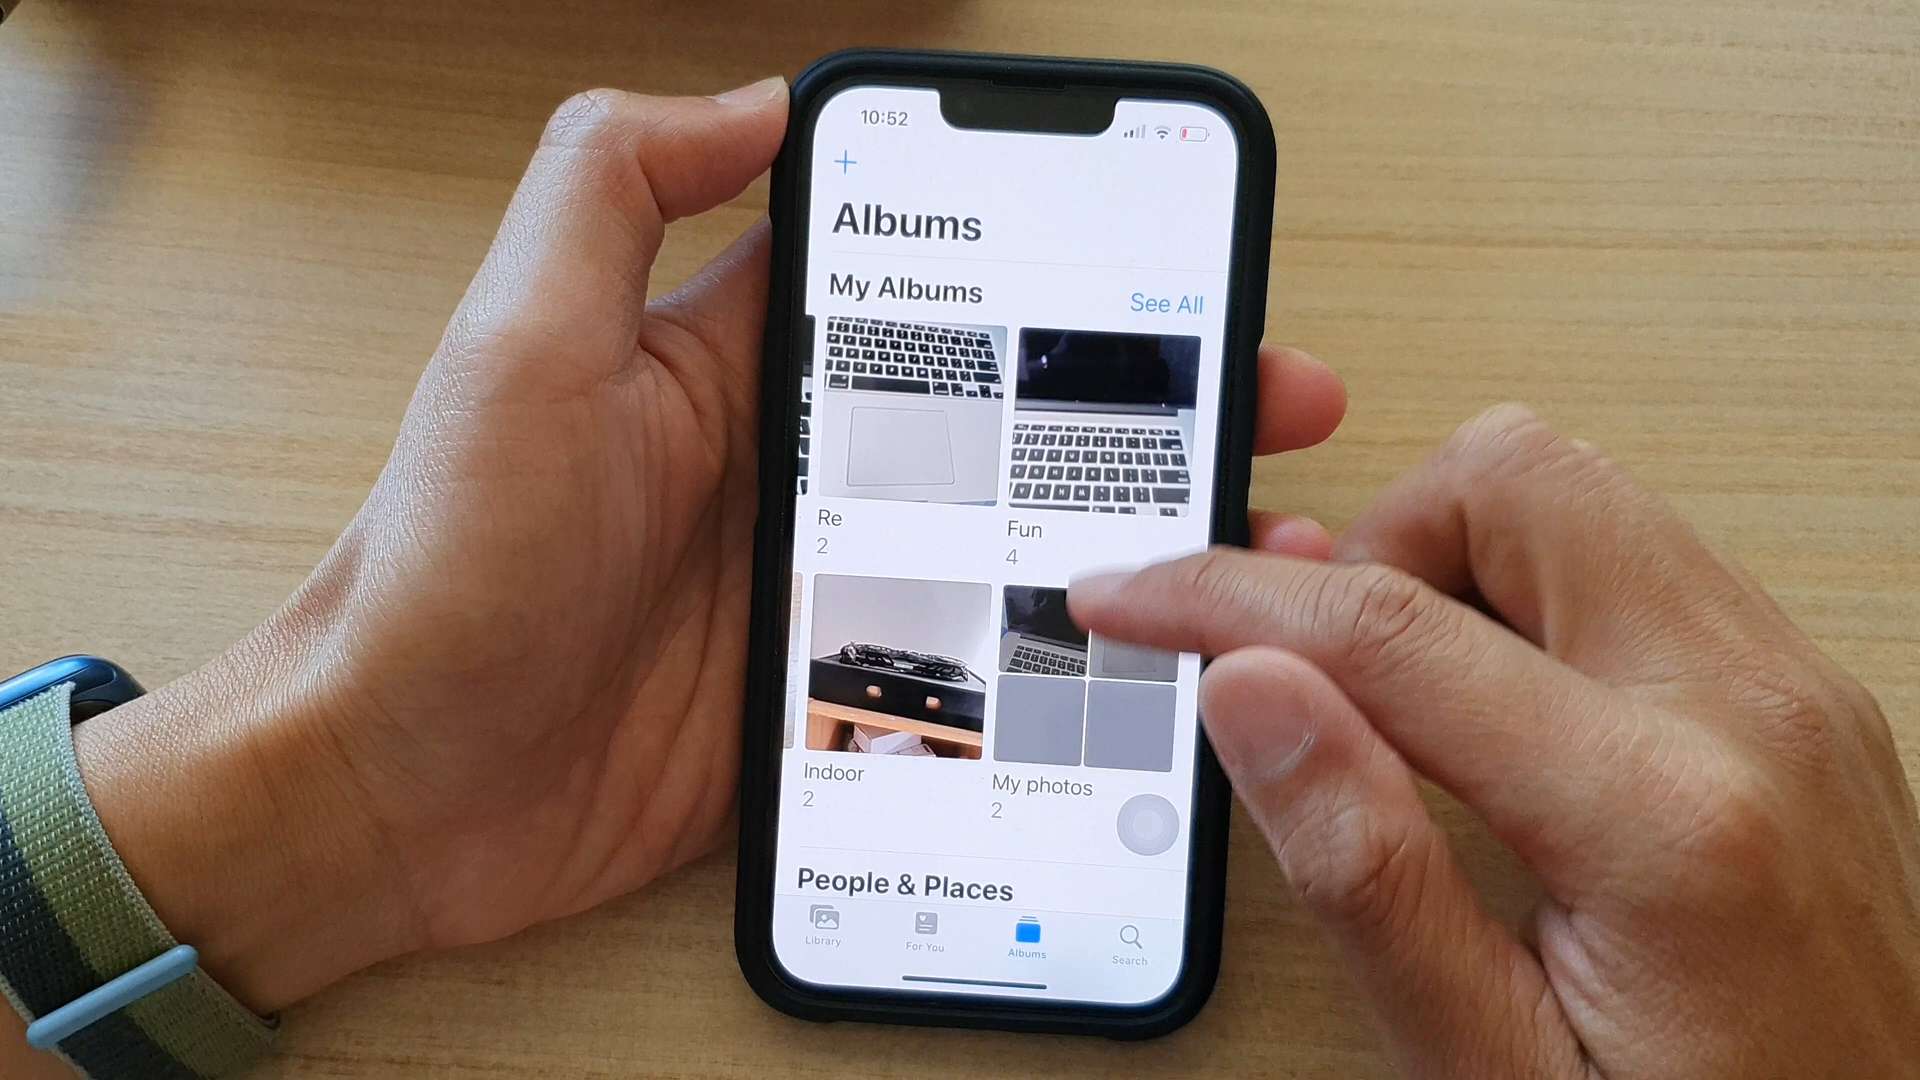 10:52
+
Albums
My Albums
See All
Re
2
Fun
4
Indoor
2
My photos
2
People & Places
Library
For You
Albums
Search